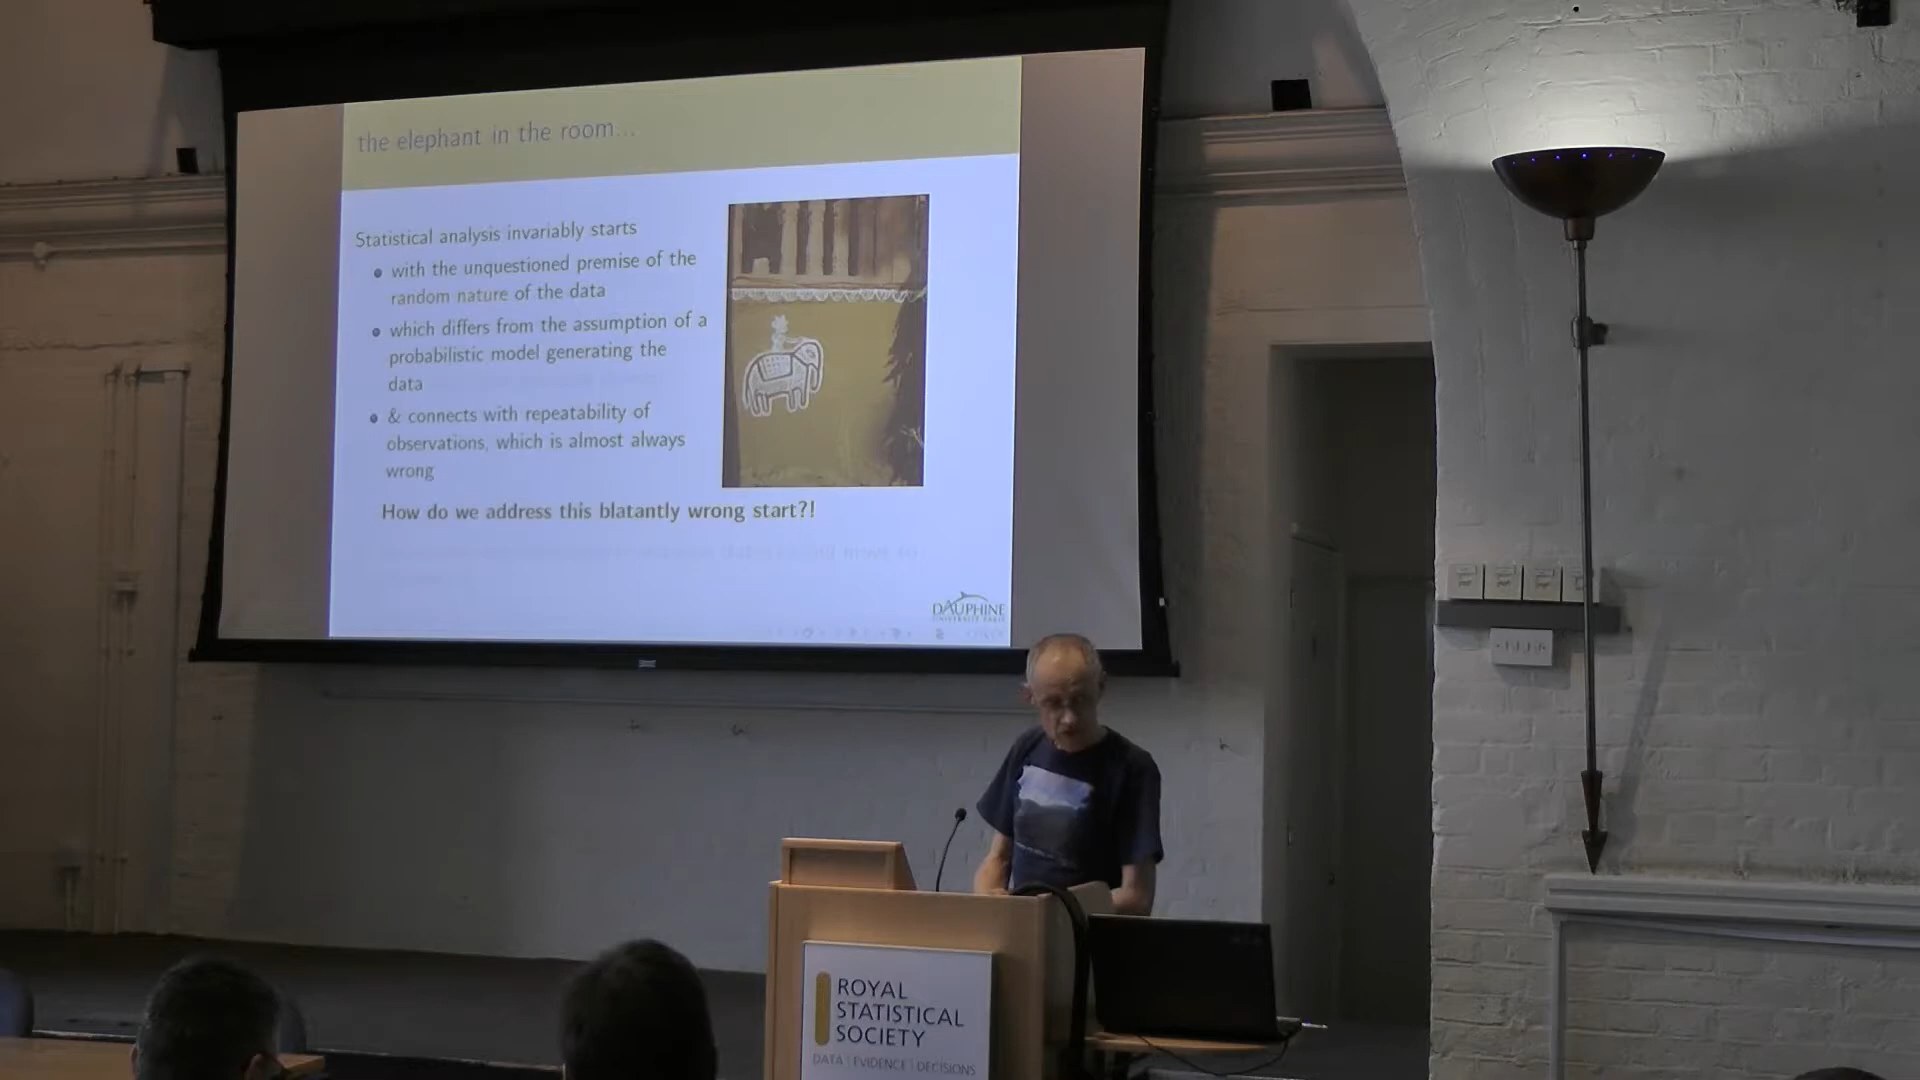 the elephant in the room...
Statistical analysis invariably starts
with the unquestioned premise of the
random nature of the data
which differs from the assumption of a
probabilistic model generating the
data
& connects with repeatability of
observations, which is almost always
wrong
How do we address this blatantly wrong start?!
DAUPHINE
UNIVERSITÉ PARIS
ROYAL
STATISTICAL
SOCIETY
DATA | EVIDENCE | DECISIONS